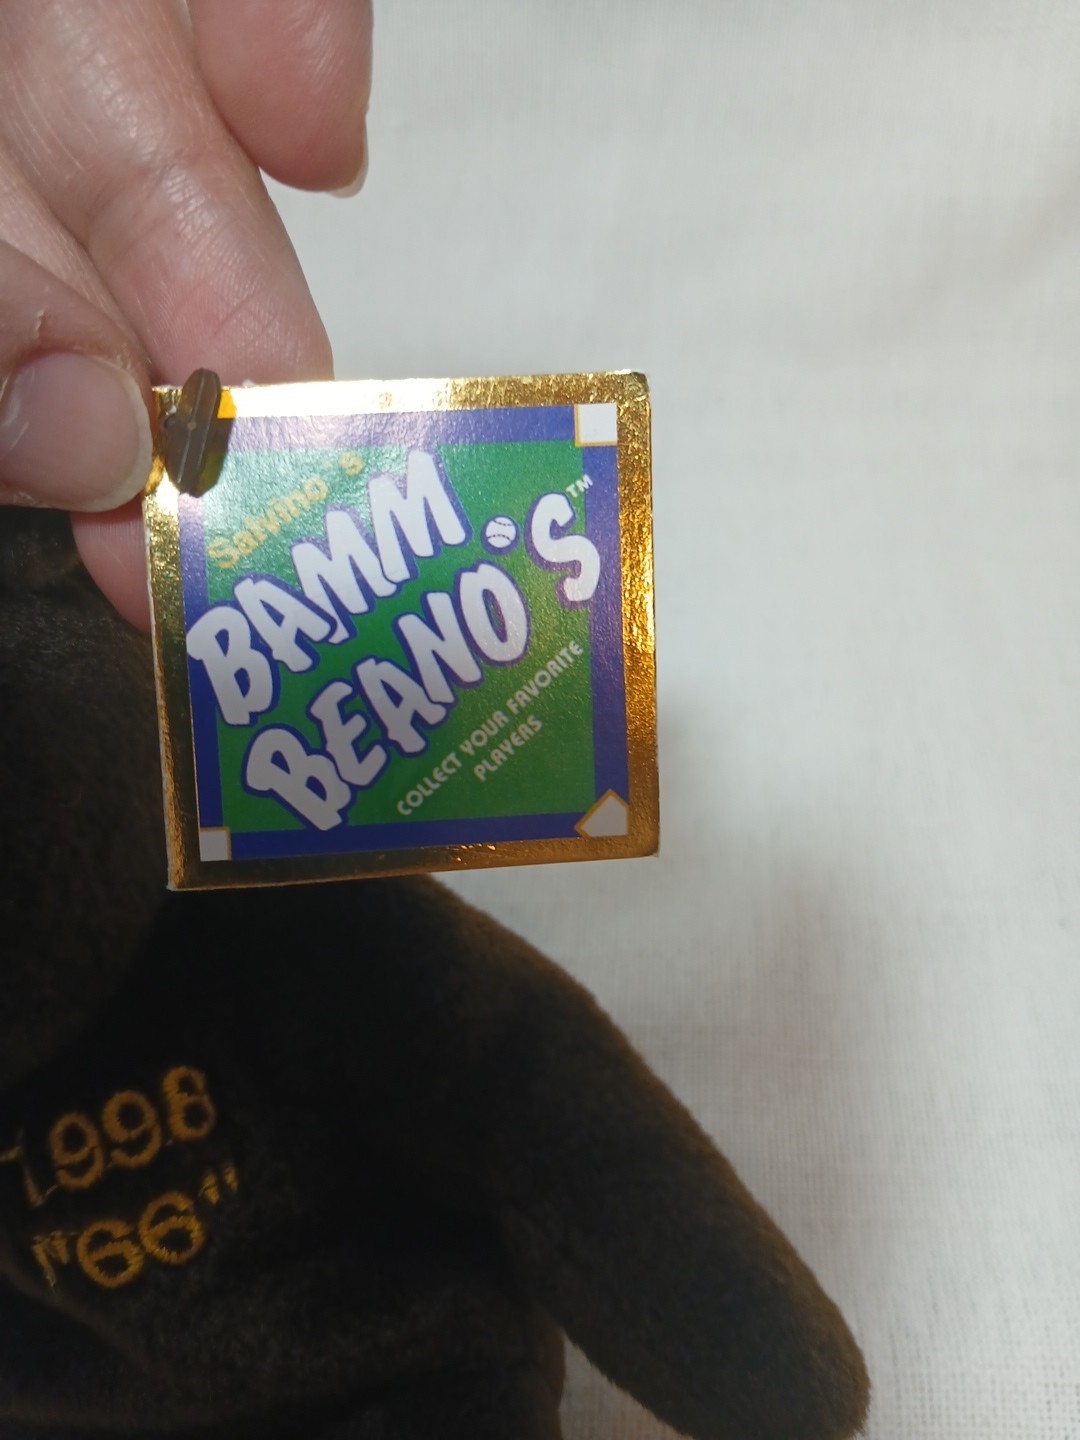 Salvino's
BAMM
BEANO'S™
COLLECT YOUR FAVORITE
PLAYERS
1998
"66"